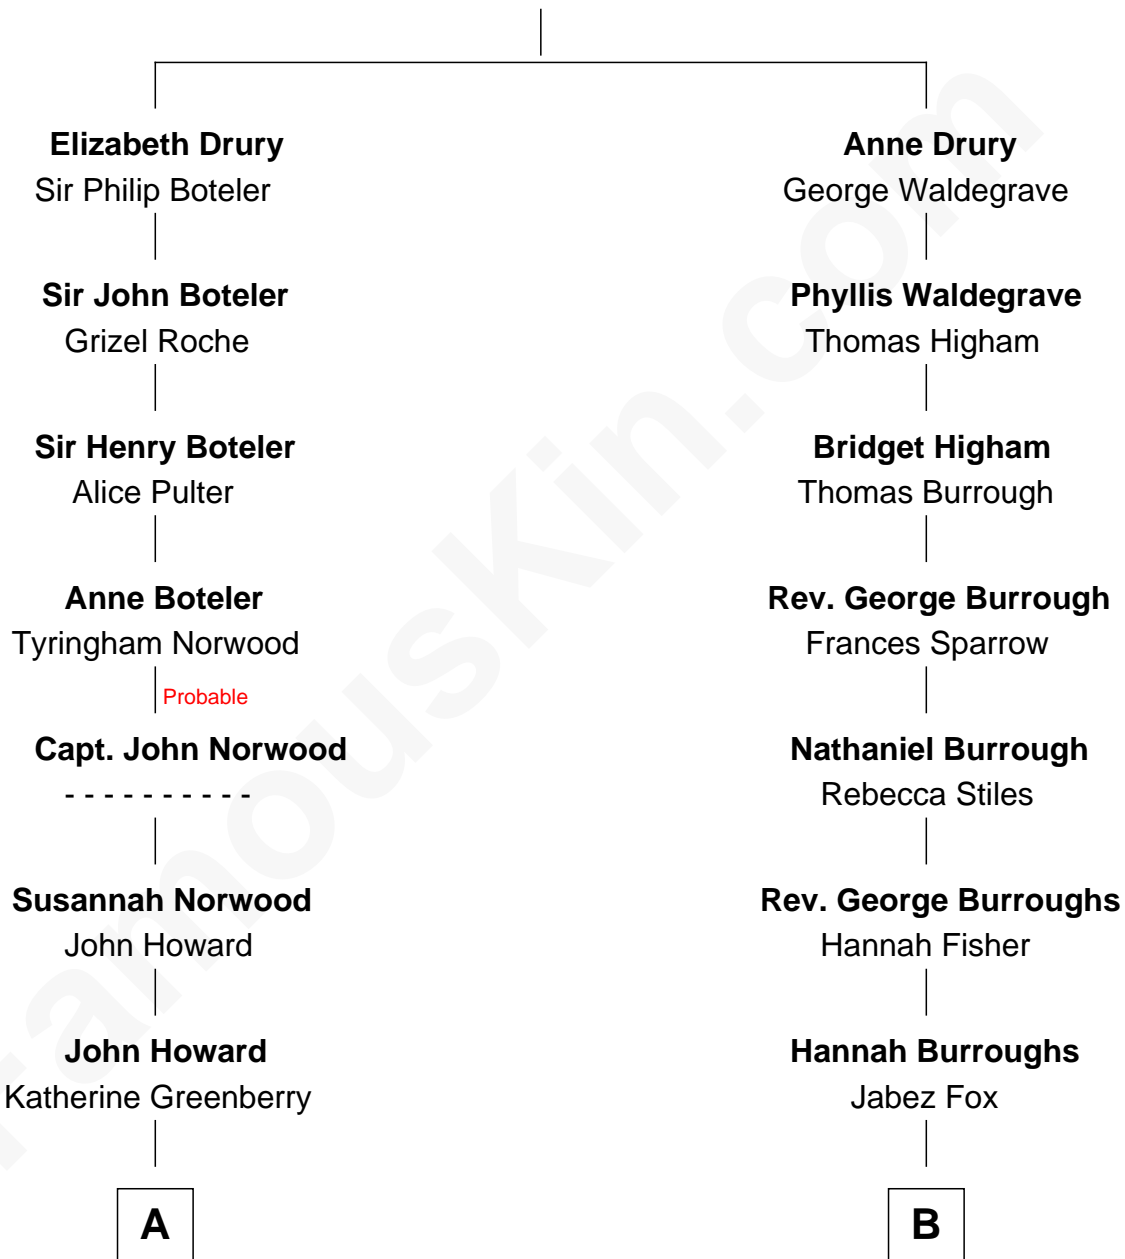 Elizabeth Drury
Sir Philip Boteler
Anne Drury
George Waldegrave
Sir John Boteler
Grizel Roche
Phyllis Waldegrave
Thomas Higham
Sir Henry Boteler
Alice Pulter
Bridget Higham
Thomas Burrough
Anne Boteler
Tyringham Norwood
Rev. George Burrough
Frances Sparrow
Probable
Capt. John Norwood
- - - - - - - - - -
Nathaniel Burrough
Rebecca Stiles
Susannah Norwood
John Howard
Rev. George Burroughs
Hannah Fisher
John Howard
Katherine Greenberry
Hannah Burroughs
Jabez Fox
A
B
FamousKin.com